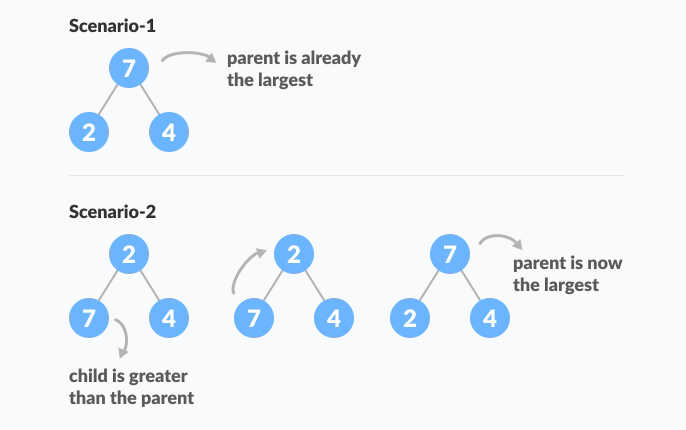 Scenario-1
7
parent is already
the largest
2 4
Scenario-2
2 2 7
parent is now
the largest
7 4 7 4 2 4
child is greater
than the parent